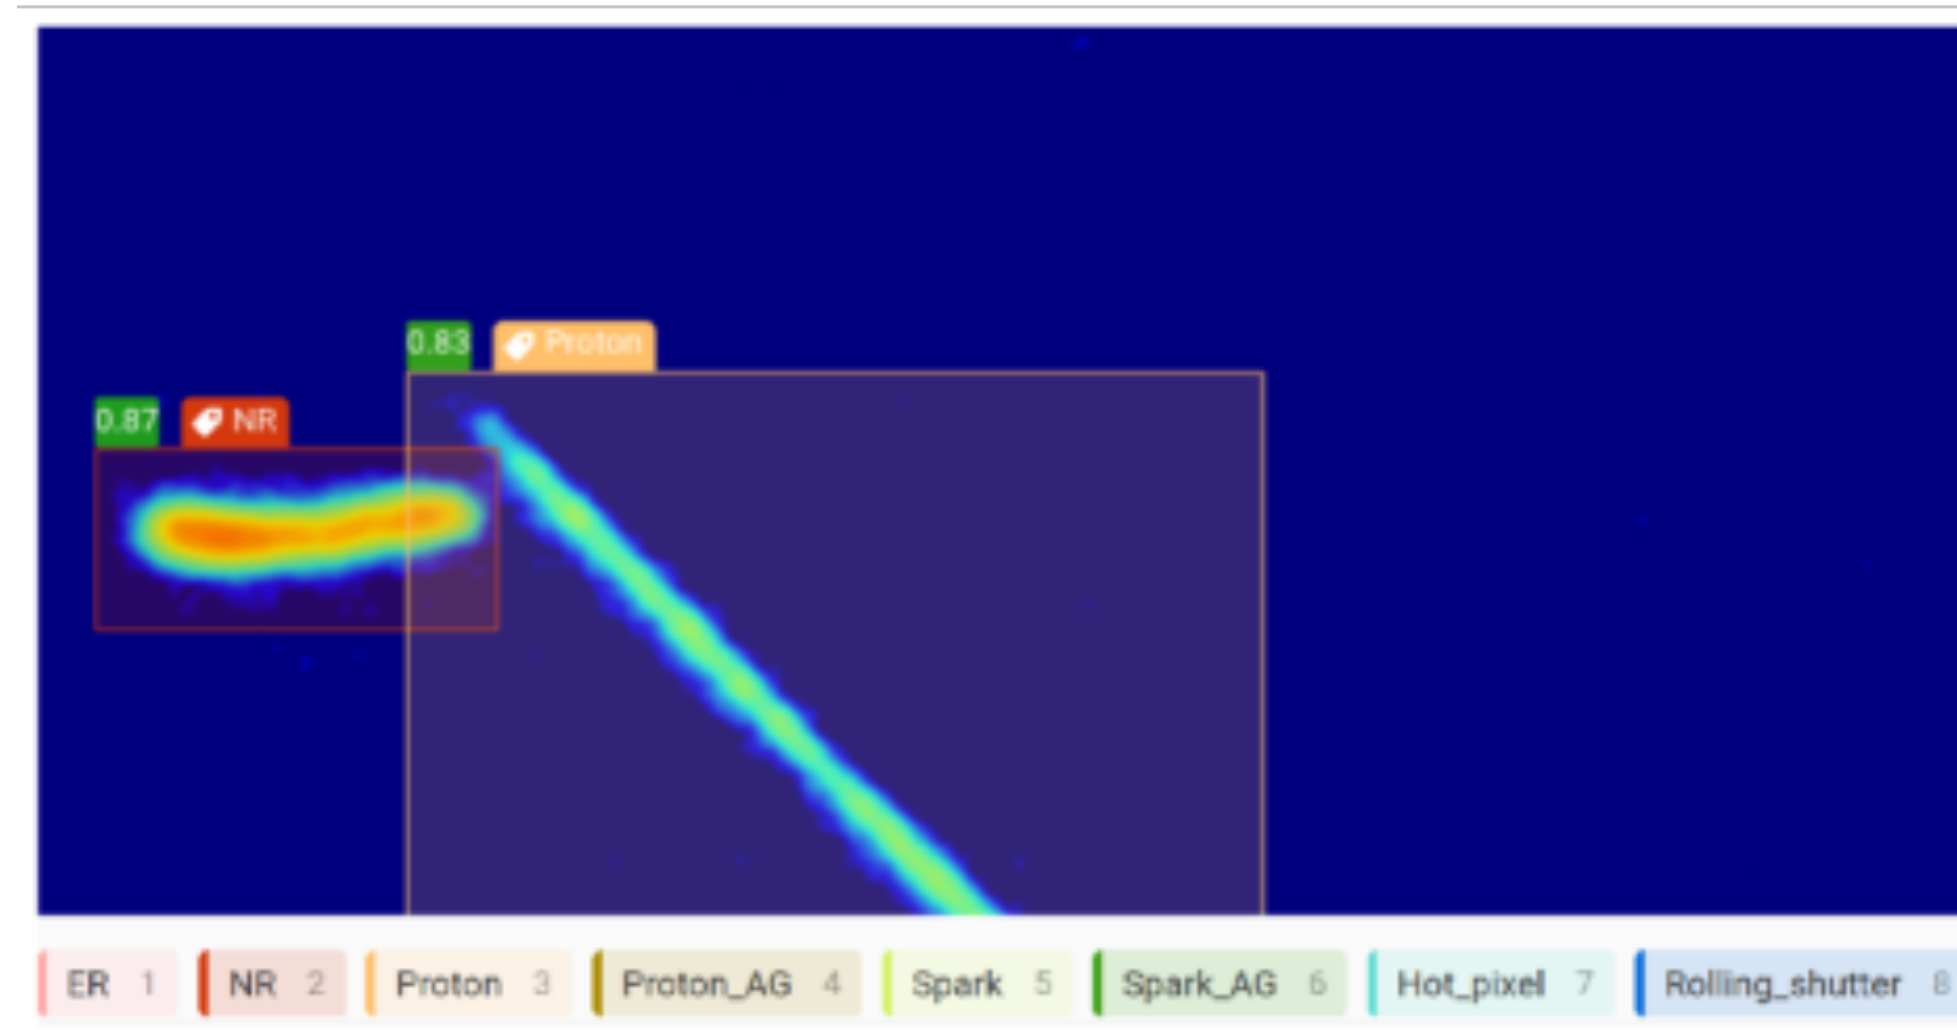 0.83 Proton
0.87 NR
ER 1 NR 2 Proton 3 Proton_AG 4 Spark 5 Spark_AG 6 Hot_pixel 7 Rolling_shutter 8